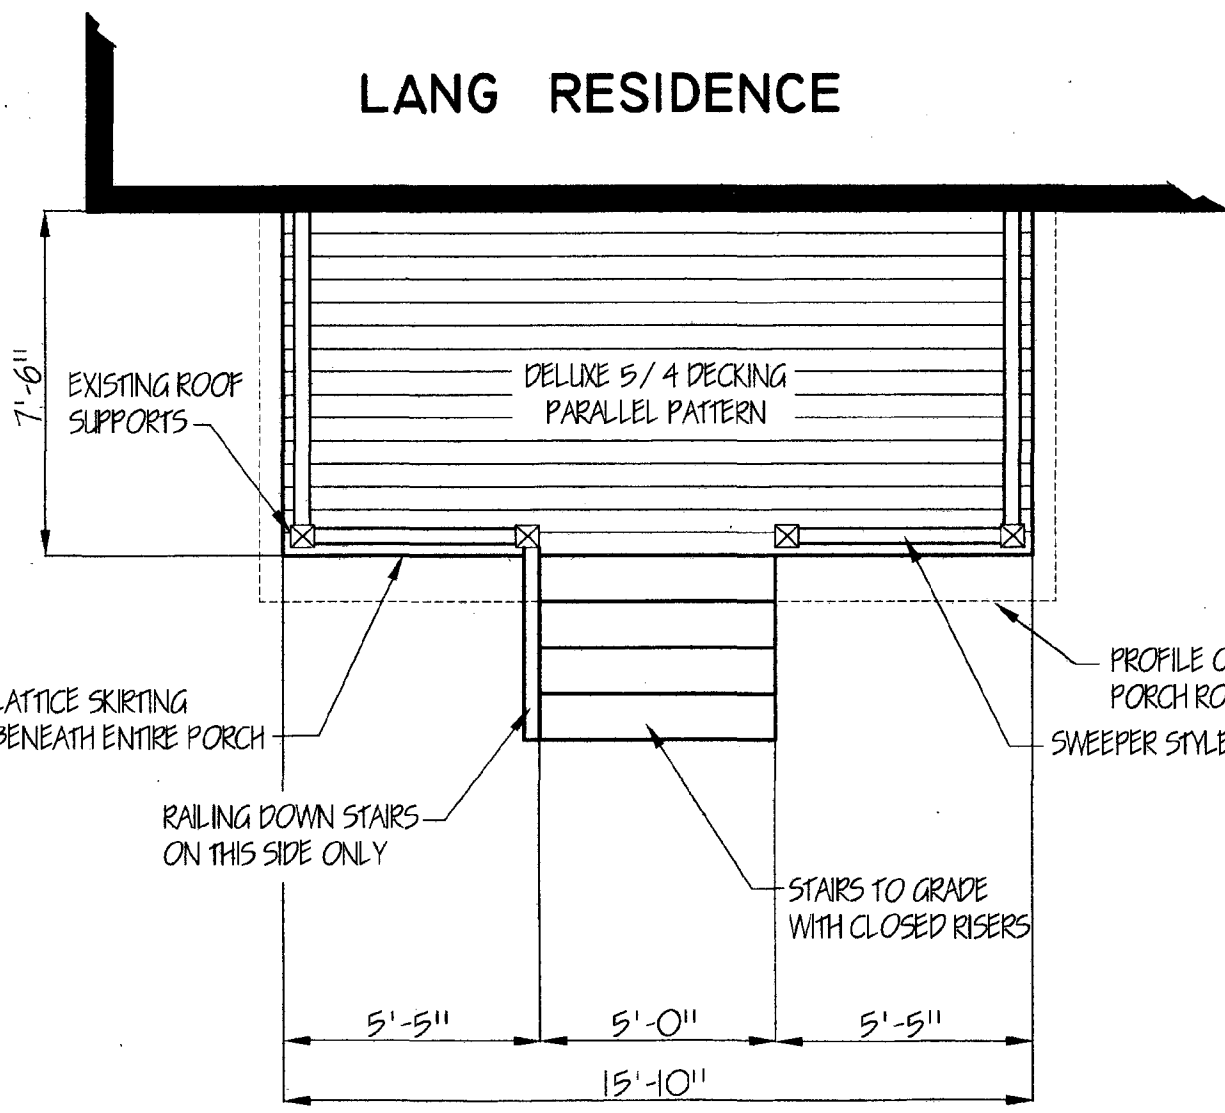 LANG RESIDENCE
7'-6"
EXISTING ROOF
SUPPORTS
DELUXE 5/4 DECKING
PARALLEL PATTERN
PROFILE
PORCH
LATTICE SKIRTING
BENEATH ENTIRE PORCH
SWEEPER STYLE
RAILING DOWN STAIRS
ON THIS SIDE ONLY
STAIRS TO GRADE
WITH CLOSED RISERS
5'-5"
5'-0"
5'-5"
15'-10"